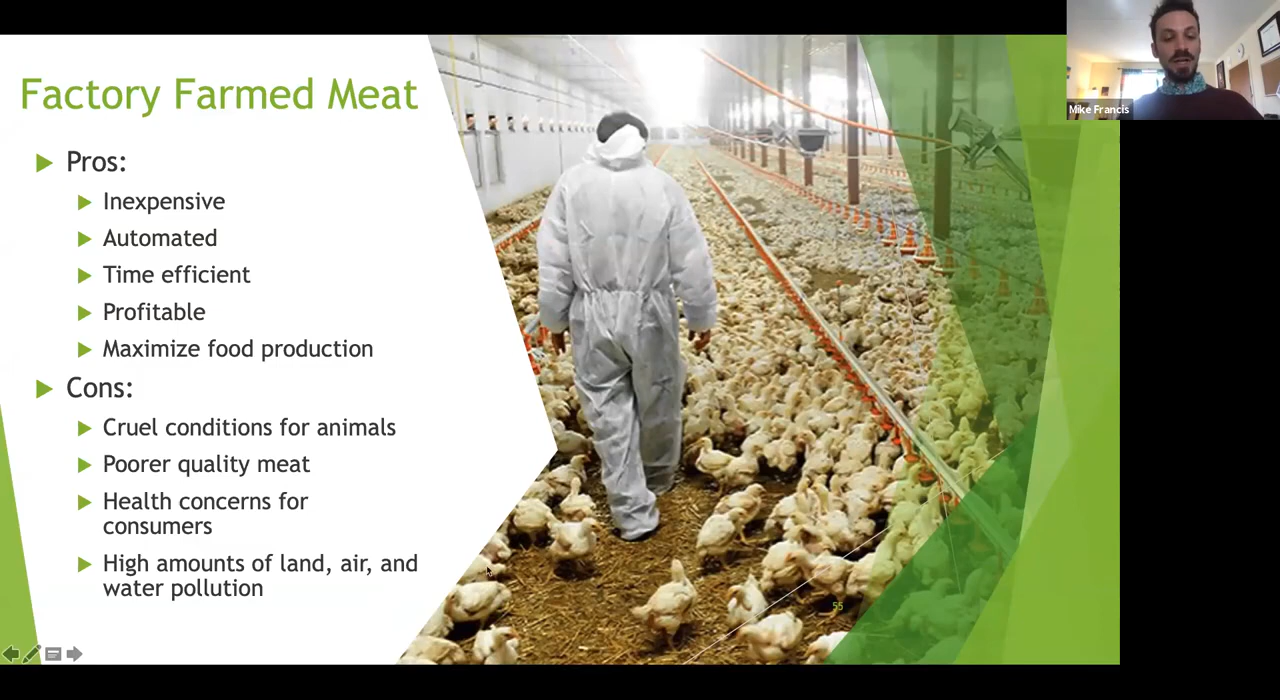 Factory Farmed Meat
Pros:
Inexpensive
Automated
Time efficient
Profitable
Maximize food production
Cons:
Cruel conditions for animals
Poorer quality meat
Health concerns for
consumers
High amounts of land, air, and
water pollution
55
Mike Francis